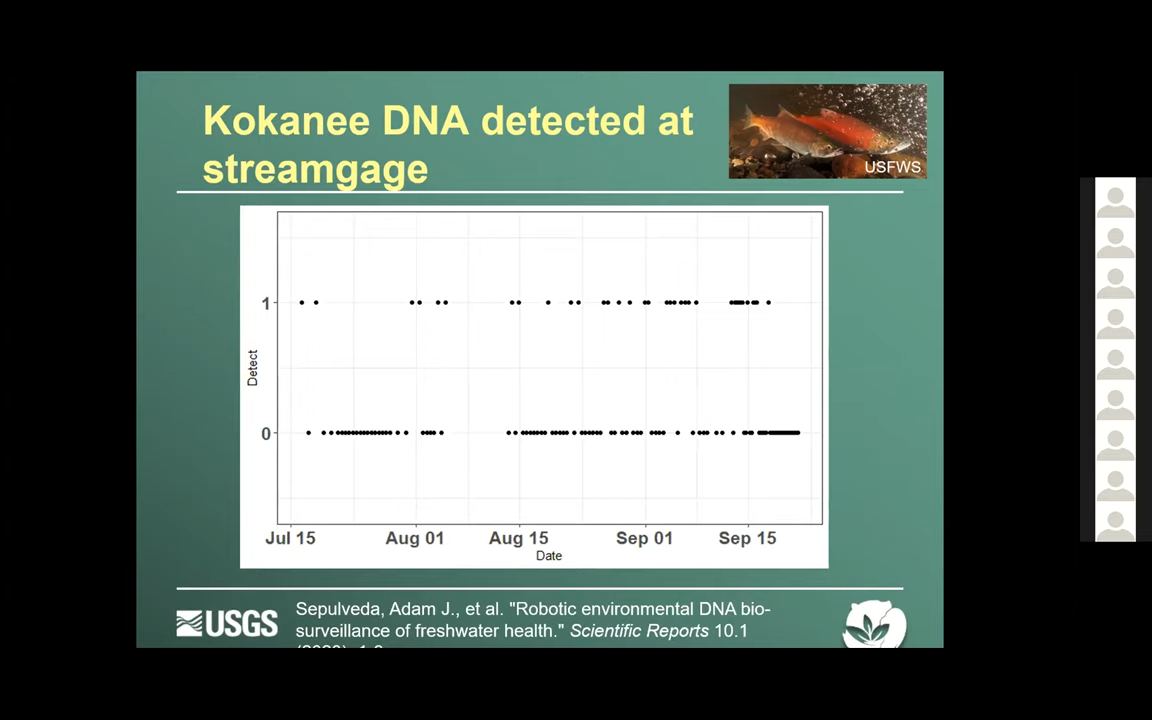 Kokanee DNA detected at
streamgage
USFWS
1
Detect
0
Jul 15
Aug 01
Aug 15
Sep 01
Sep 15
Date
USGS
Sepulveda, Adam J., et al. "Robotic environmental DNA bio-
surveillance of freshwater health." Scientific Reports 10.1